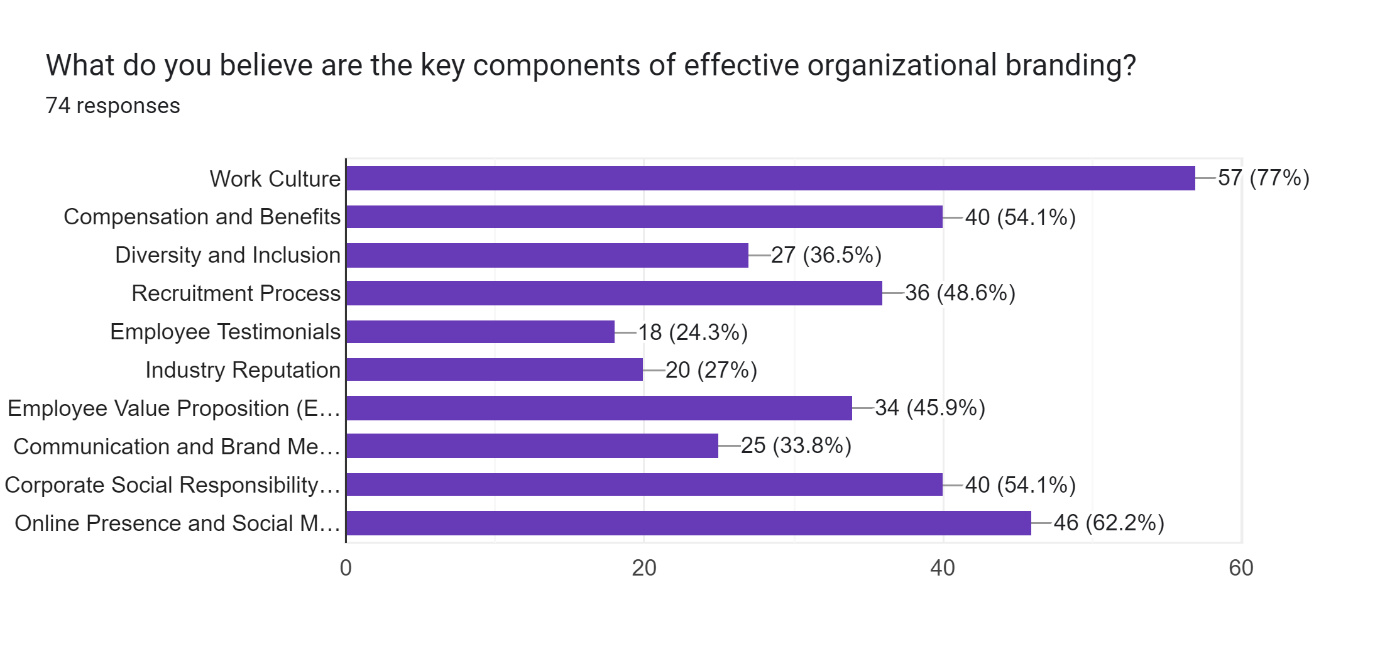 What do you believe are the key components of effective organizational branding?
74 responses
Work Culture 57 (77%)
Compensation and Benefits 40 (54.1%)
Diversity and Inclusion 27 (36.5%)
Recruitment Process 36 (48.6%)
Employee Testimonials 18 (24.3%)
Industry Reputation 20 (27%)
Employee Value Proposition (E… 34 (45.9%)
Communication and Brand Me… 25 (33.8%)
Corporate Social Responsibility… 40 (54.1%)
Online Presence and Social M… 46 (62.2%)
0 20 40 60